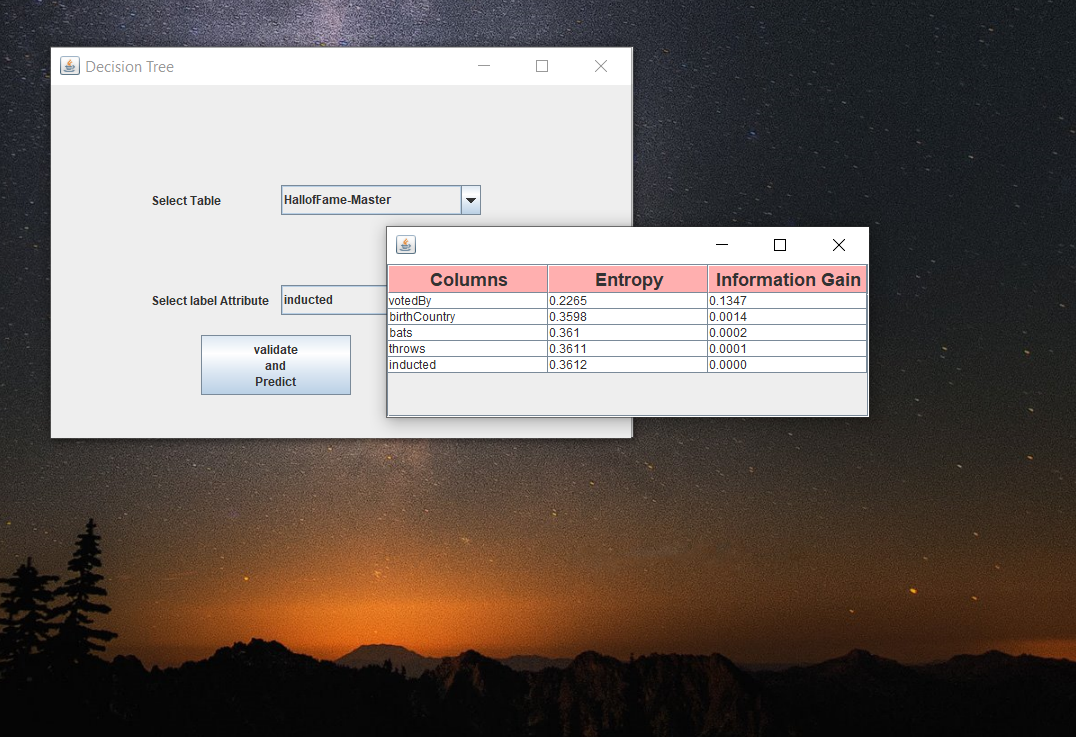 Decision Tree
Select Table
HallofFame-Master
Columns Entropy Information Gain
votedBy 0.2265 0.1347
birthCountry 0.3598 0.0014
bats 0.361 0.0002
throws 0.3611 0.0001
inducted 0.3612 0.0000
Select label Attribute
inducted
validate
and
Predict